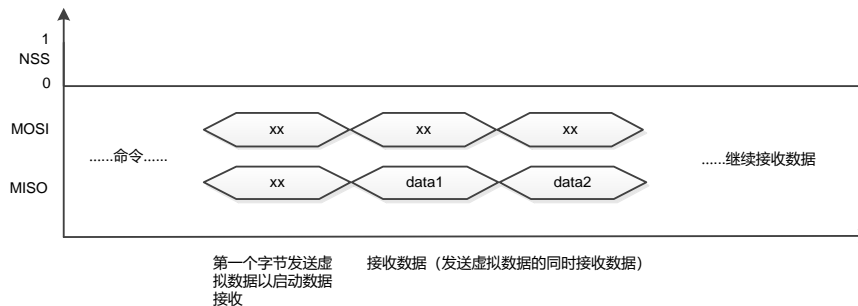 1
NSS
0
MOSI
xx
xx
xx
......命令......
......继续接收数据
MISO
xx
data1
data2
第一个字节发送虚
拟数据以启动数据
接收
接收数据（发送虚拟数据的同时接收数据）